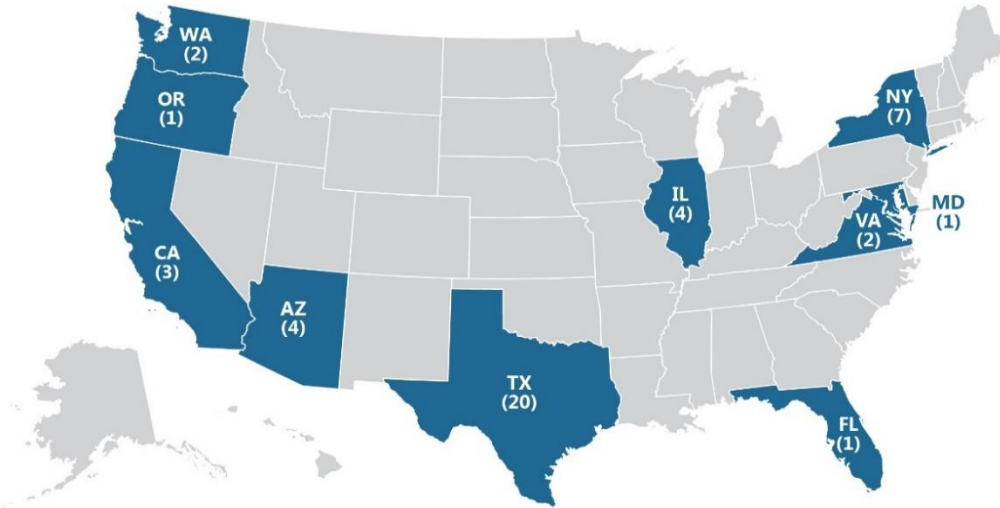 WA
(2)
OR
(1)
CA
(3)
AZ
(4)
TX
(20)
IL
(4)
NY
(7)
MD
(1)
VA
(2)
FL
(1)